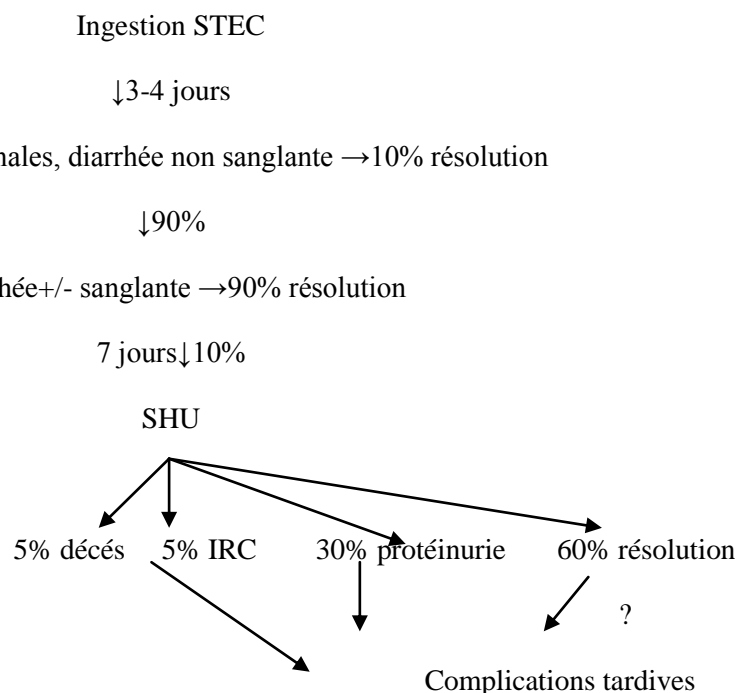 Ingestion STEC
↓3-4 jours
nales, diarrhée non sanglante →10% résolution
↓90%
hée+/- sanglante →90% résolution
7 jours↓10%
SHU
5% décés 5% IRC 30% protéinurie 60% résolution
?
Complications tardives